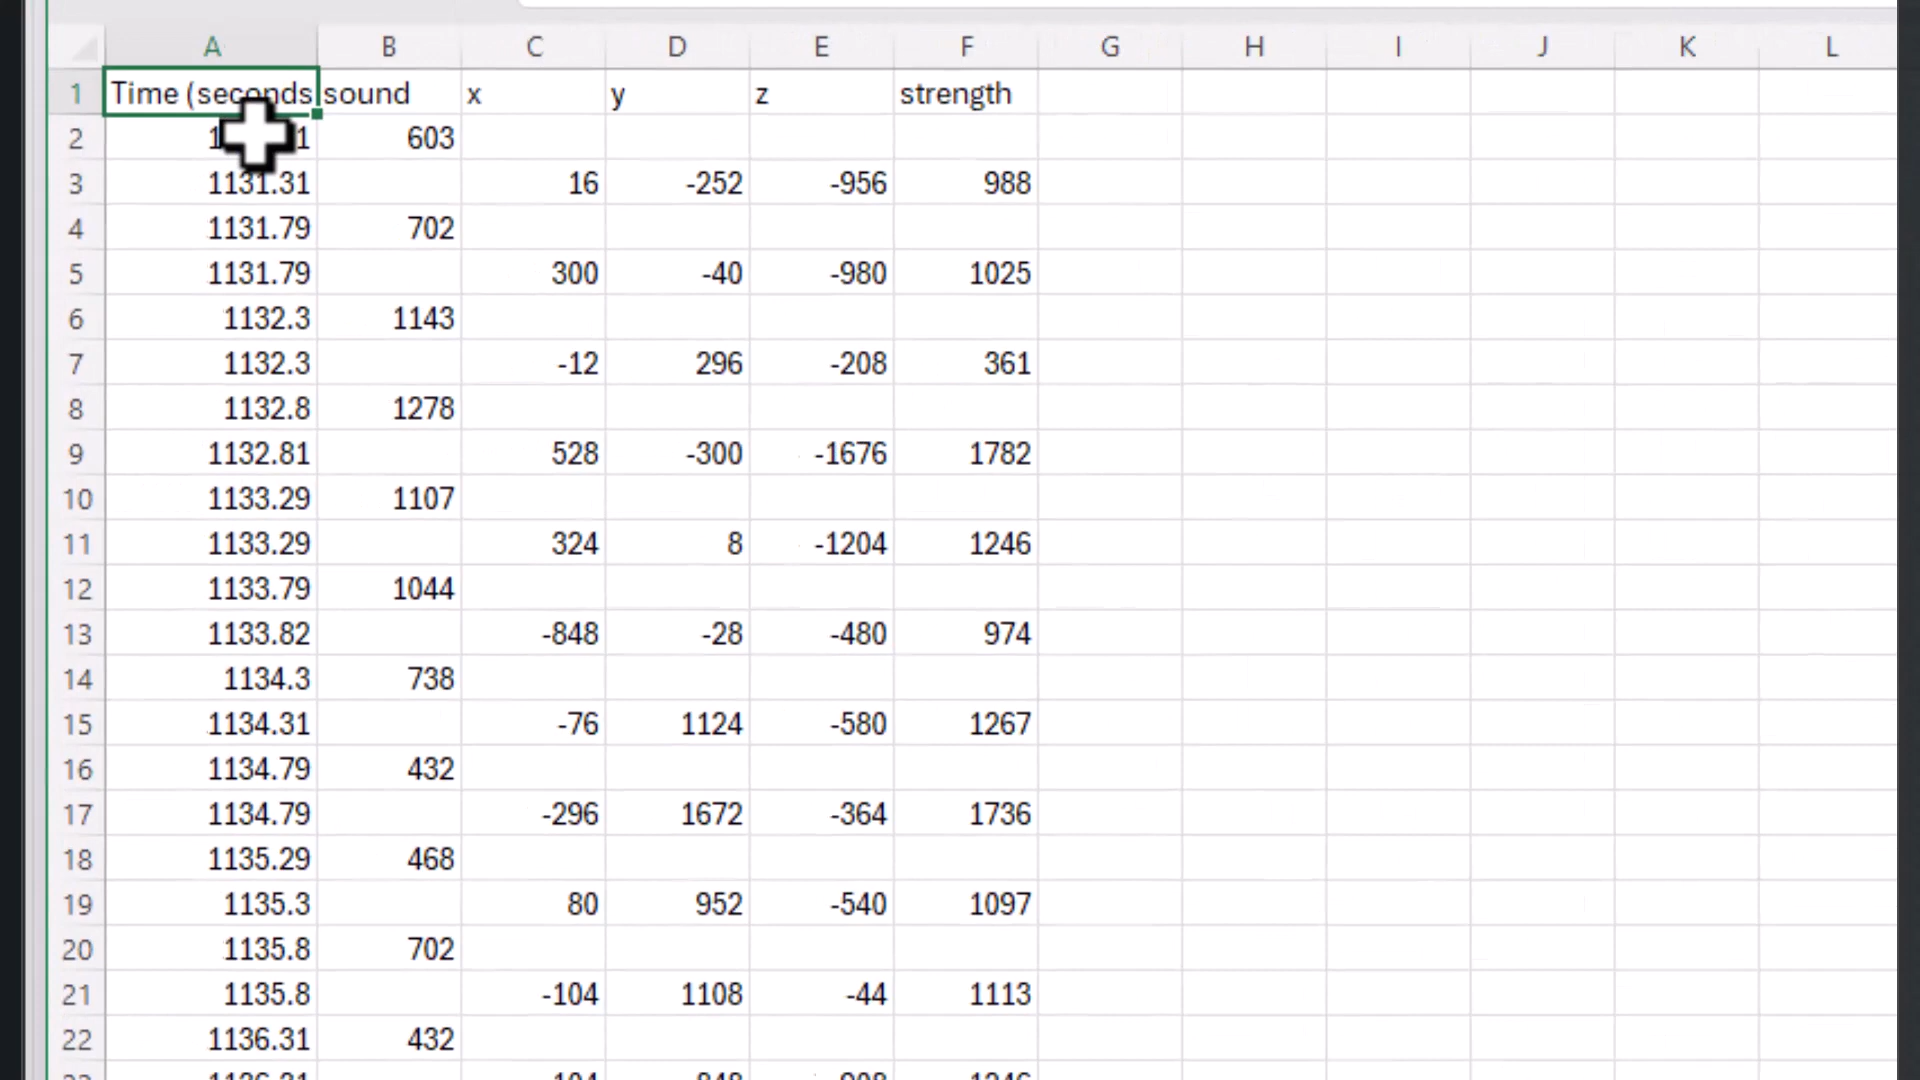 A B C D E F G H I J K L
1 Time (seconds sound x y z strength
2 603
3 1131.31 16 -252 -956 988
4 1131.79 702
5 1131.79 300 -40 -980 1025
6 1132.3 1143
7 1132.3 -12 296 -208 361
8 1132.8 1278
9 1132.81 528 -300 -1676 1782
10 1133.29 1107
11 1133.29 324 8 -1204 1246
12 1133.79 1044
13 1133.82 -848 -28 -480 974
14 1134.3 738
15 1134.31 -76 1124 -580 1267
16 1134.79 432
17 1134.79 -296 1672 -364 1736
18 1135.29 468
19 1135.3 80 952 -540 1097
20 1135.8 702
21 1135.8 -104 1108 -44 1113
22 1136.31 432